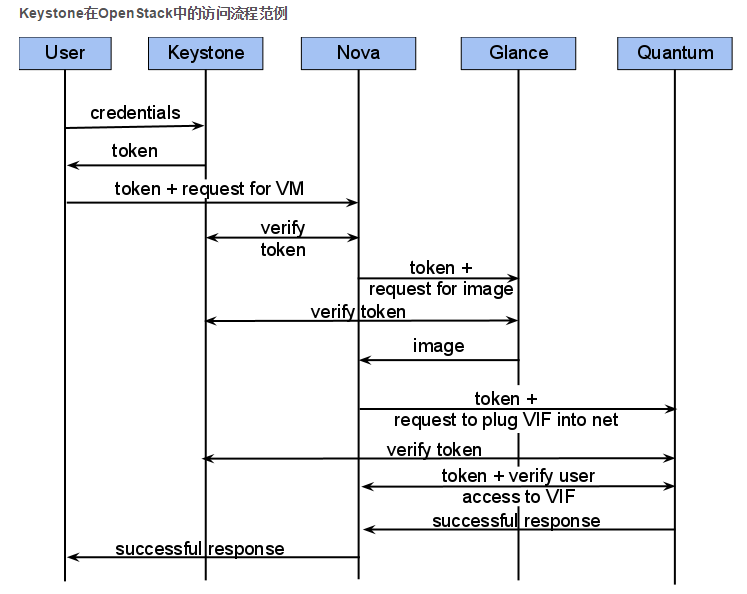 Keystone在OpenStack中的访问流程范例
User
Keystone
Nova
Glance
Quantum
credentials
token
token + request for VM
verify
token
token +
request for image
verify token
image
token +
request to plug VIF into net
verify token
token + verify user
access to VIF
successful response
successful response